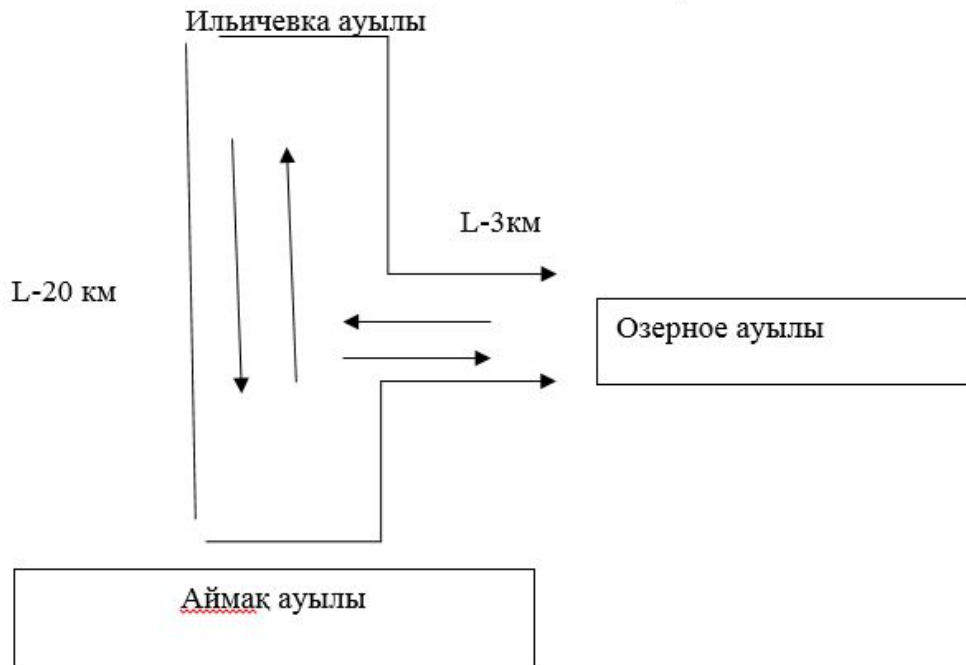 Ильичевка ауылы
L-3км
L-20 км
Озерное ауылы
Аймақ ауылы